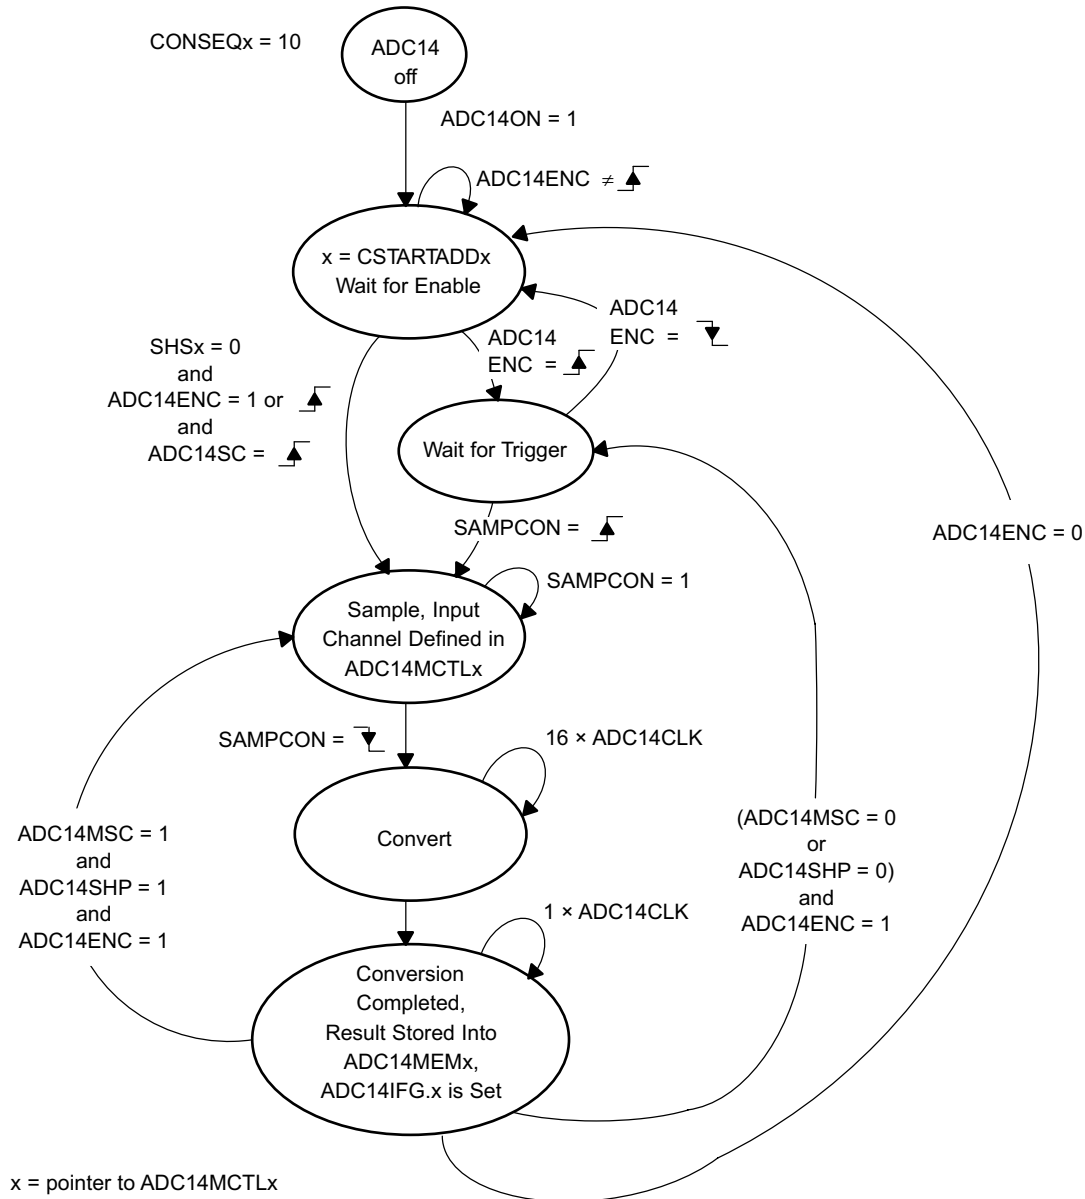 CONSEQx = 10
ADC14
off
ADC14ON = 1
ADC14ENC ≠
x = CSTARTADDx
Wait for Enable
ADC14
ENC =
ADC14
ENC =
SHSx = 0
and
ADC14ENC = 1 or
and
ADC14SC =
Wait for Trigger
SAMPCON =
ADC14ENC = 0
SAMPCON = 1
Sample, Input
Channel Defined in
ADC14MCTLx
SAMPCON =
16 × ADC14CLK
Convert
ADC14MSC = 1
and
ADC14SHP = 1
and
ADC14ENC = 1
(ADC14MSC = 0
or
ADC14SHP = 0)
and
ADC14ENC = 1
1 × ADC14CLK
Conversion
Completed,
Result Stored Into
ADC14MEMx,
ADC14IFG.x is Set
x = pointer to ADC14MCTLx